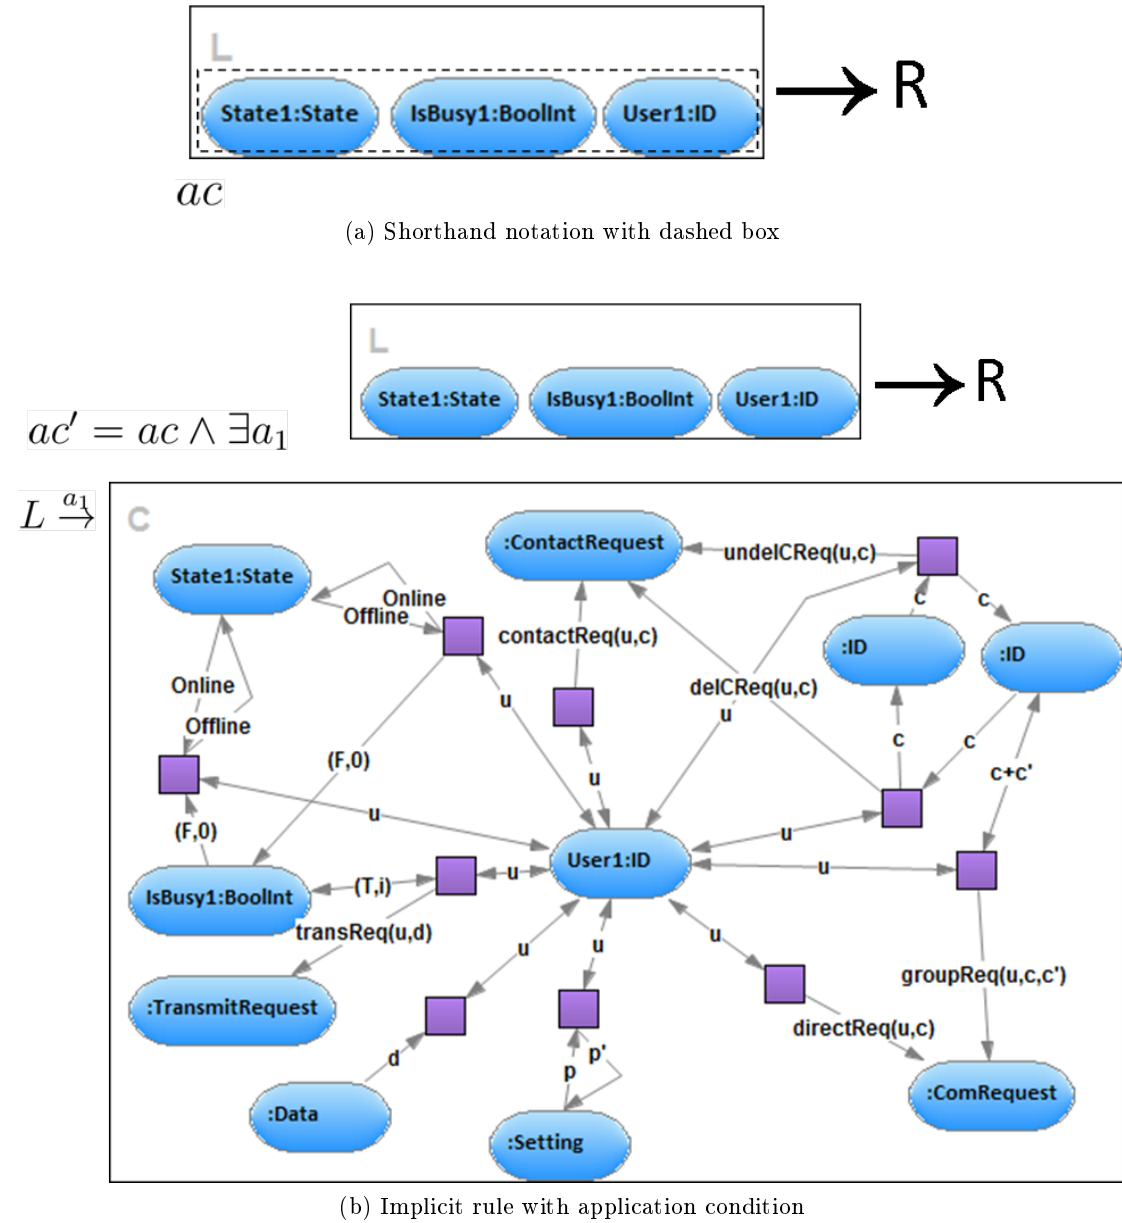 L
State1:State IsBusy1:BoolInt User1:ID
R
ac
(a) Shorthand notation with dashed box
L
State1:State IsBusy1:BoolInt User1:ID
R
ac′ = ac ∧ ∃a₁
L →a₁
C
:ContactRequest
undelCReq(u,c)
State1:State
Online
Offline
c
c
contactReq(u,c)
:ID
:ID
Online
delCReq(u,c)
u
u
Offline
c
c
(F,0)
c+c'
u
u
(F,0)
u
User1:ID
u
IsBusy1:BoolInt
(T,i)
u
transReq(u,d)
u
u
u
groupReq(u,c,c')
:TransmitRequest
directReq(u,c)
d
p
p'
:ComRequest
:Data
:Setting
(b) Implicit rule with application condition